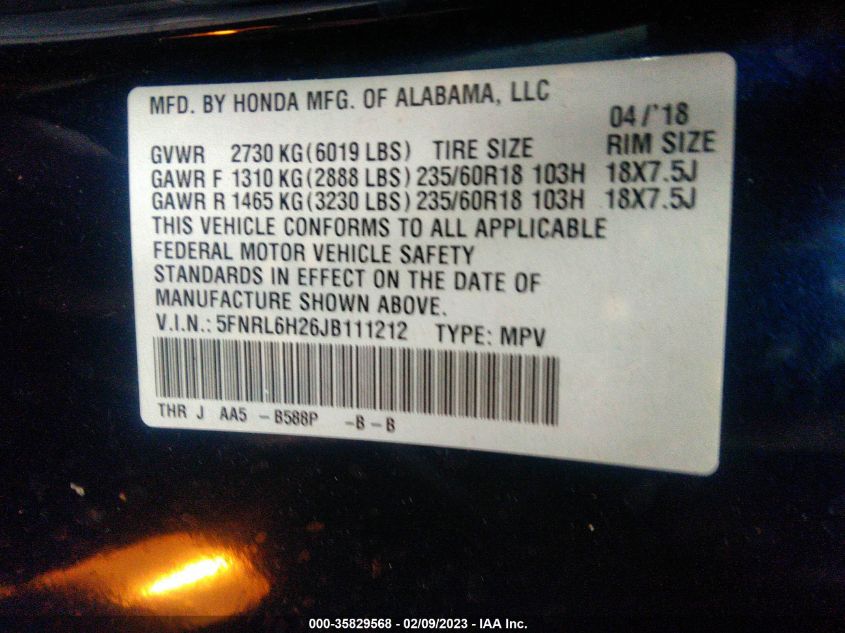 MFD. BY HONDA MFG. OF ALABAMA, LLC
04/'18
GVWR 2730 KG(6019 LBS) TIRE SIZE RIM SIZE
GAWR F 1310 KG(2888 LBS) 235/60R18 103H 18X7.5J
GAWR R 1465 KG(3230 LBS) 235/60R18 103H 18X7.5J
THIS VEHICLE CONFORMS TO ALL APPLICABLE
FEDERAL MOTOR VEHICLE SAFETY
STANDARDS IN EFFECT ON THE DATE OF
MANUFACTURE SHOWN ABOVE.
V.I.N.: 5FNRL6H26JB111212 TYPE: MPV
THR J AA5 - B588P - B - B
000-35829568 - 02/09/2023 - IAA Inc.